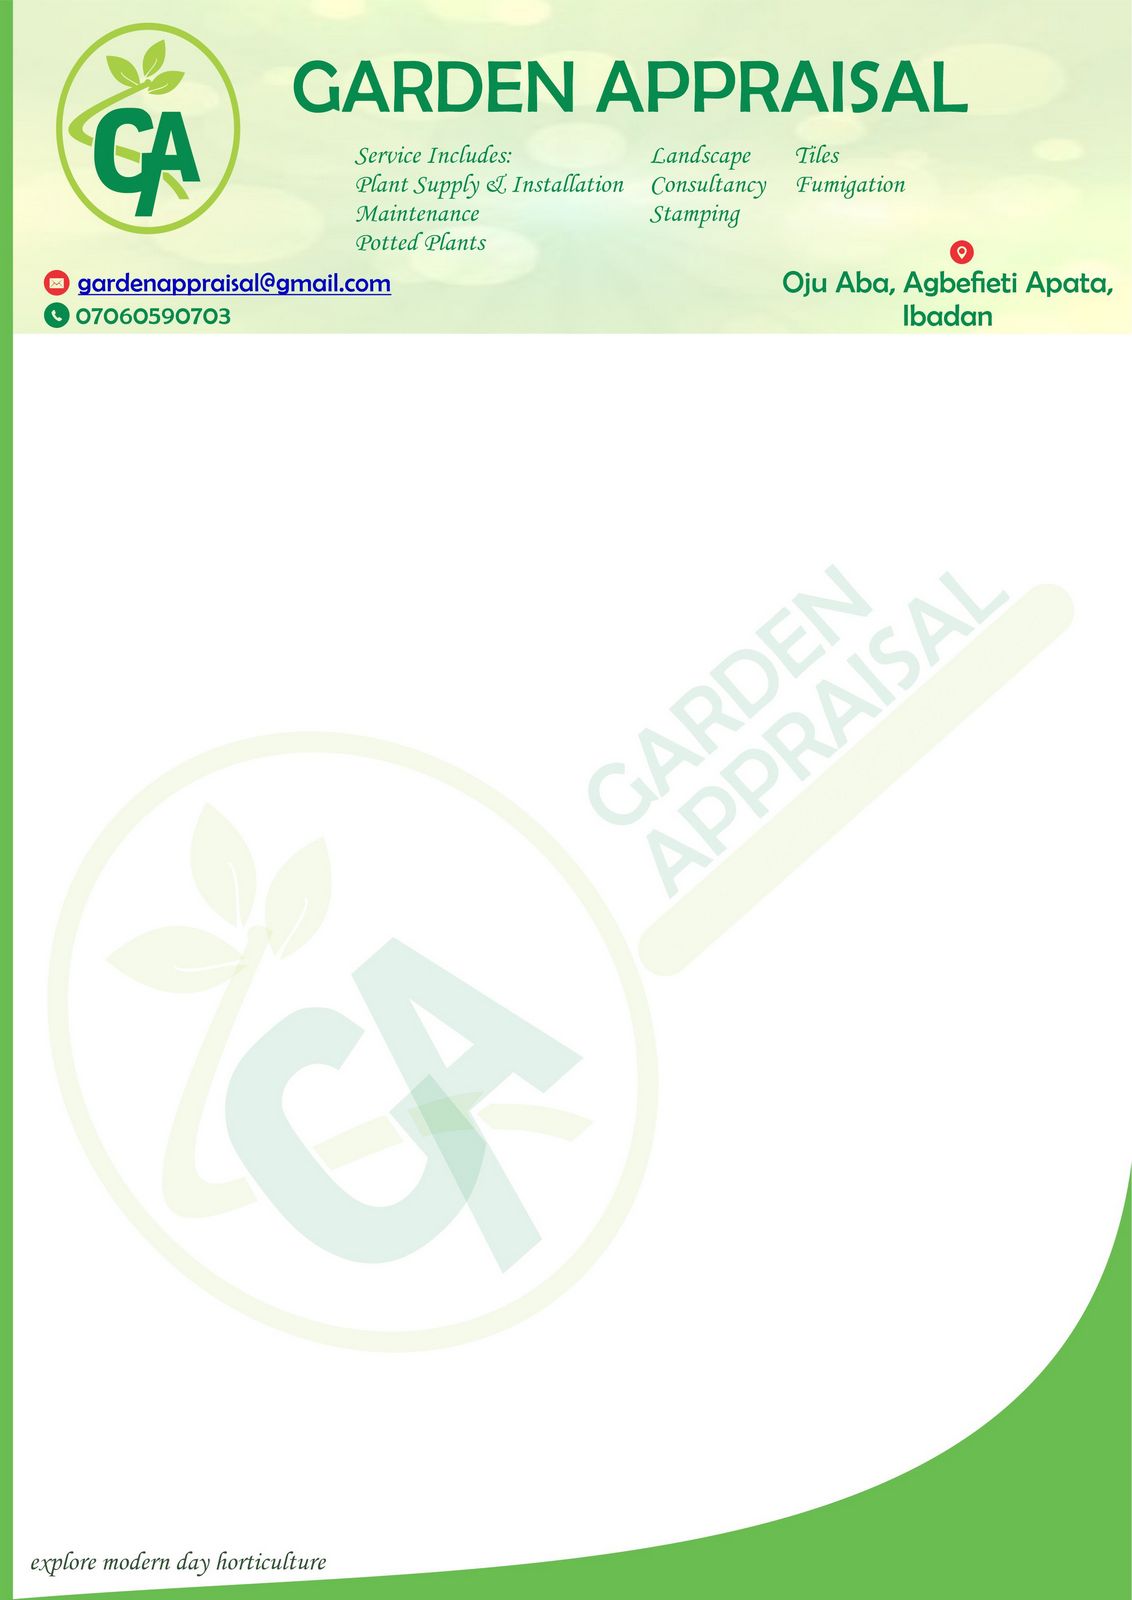 GA
GARDEN APPRAISAL
Service Includes:
Plant Supply & Installation
Maintenance
Potted Plants
Landscape
Consultancy
Stamping
Tiles
Fumigation
gardenappraisal@gmail.com
07060590703
Oju Aba, Agbefieti Apata,
Ibadan
GARDEN
APPRAISAL
GA
explore modern day horticulture